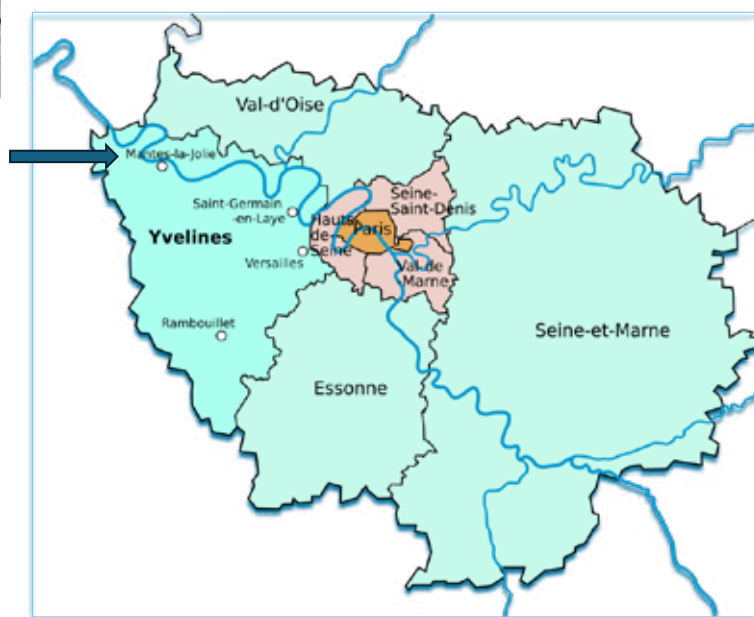 Val-d'Oise
Mantes-la-Jolie
Saint-Germain
-en-Laye
Seine-
Saint-Denis
Hauts-
de-
Seine
Paris
Yvelines
Versailles
Val-de
Marne
Rambouillet
Seine-et-Marne
Essonne